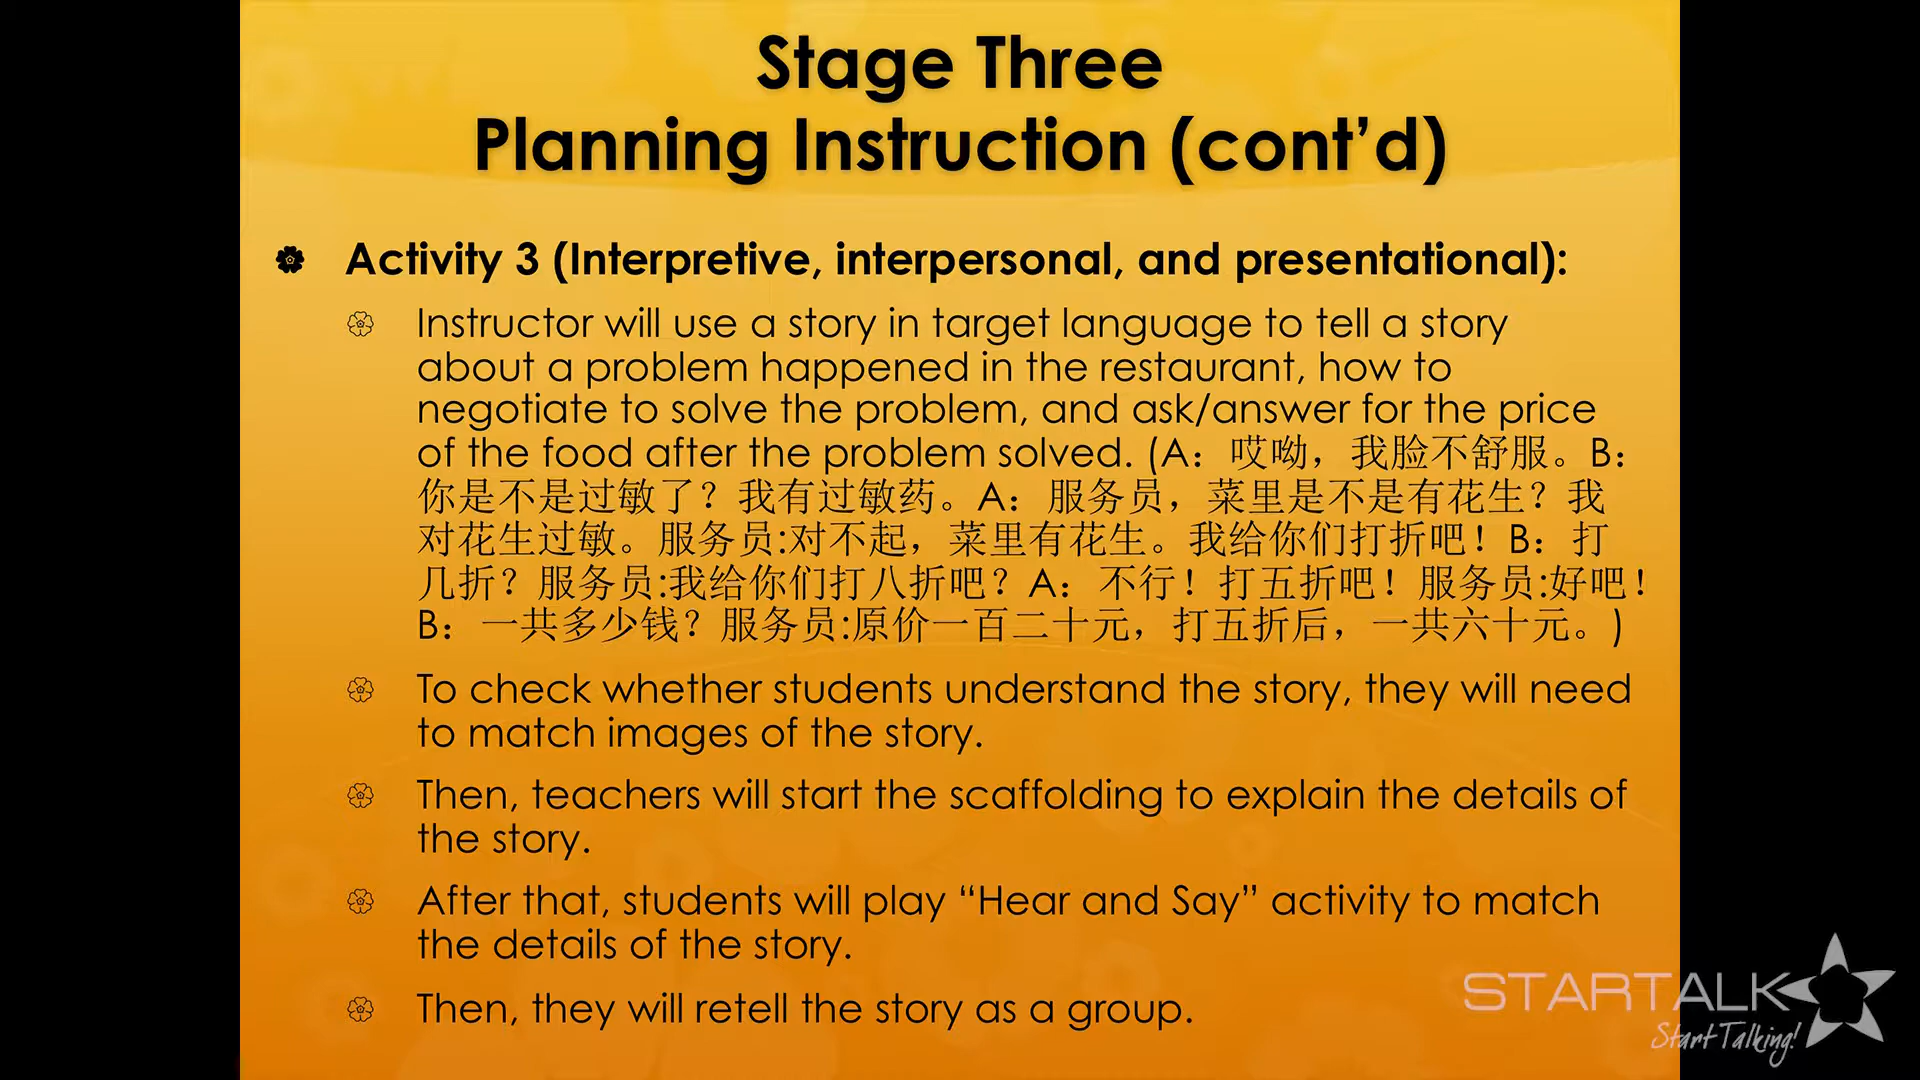 Stage Three
Planning Instruction (cont’d)
Activity 3 (Interpretive, interpersonal, and presentational):
Instructor will use a story in target language to tell a story
about a problem happened in the restaurant, how to
negotiate to solve the problem, and ask/answer for the price
of the food after the problem solved. (A：哎呦，我脸不舒服。B：
你是不是过敏了？我有过敏药。A：服务员，菜里是不是有花生？我
对花生过敏。服务员:对不起，菜里有花生。我给你们打折吧！B：打
几折？服务员:我给你们打八折吧？A：不行！打五折吧！服务员:好吧！
B：一共多少钱？服务员:原价一百二十元，打五折后，一共六十元。)
To check whether students understand the story, they will need
to match images of the story.
Then, teachers will start the scaffolding to explain the details of
the story.
After that, students will play “Hear and Say” activity to match
the details of the story.
Then, they will retell the story as a group.
STARTALK
Start Talking!